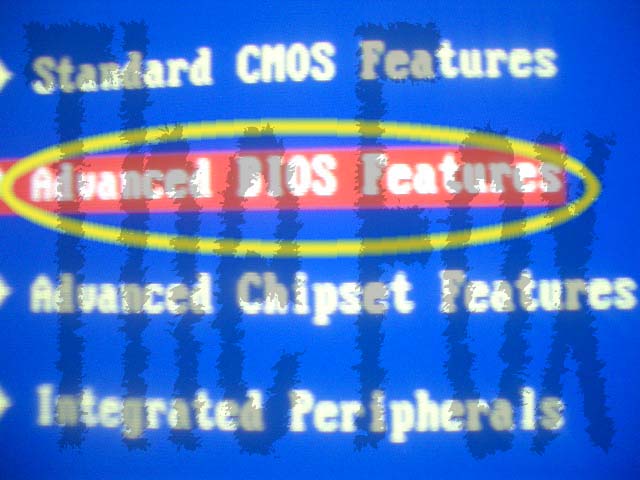 Standard CMOS Features
Advanced BIOS Features
Advanced Chipset Features
Integrated Peripherals